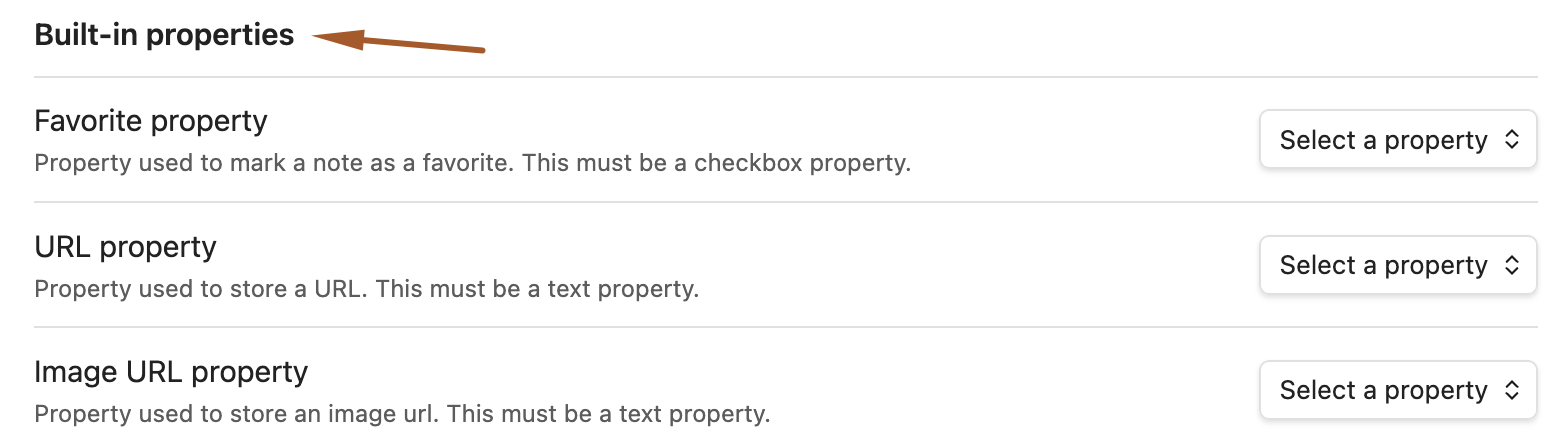 Built-in properties
Favorite property
Property used to mark a note as a favorite. This must be a checkbox property.
Select a property
URL property
Property used to store a URL. This must be a text property.
Select a property
Image URL property
Property used to store an image url. This must be a text property.
Select a property